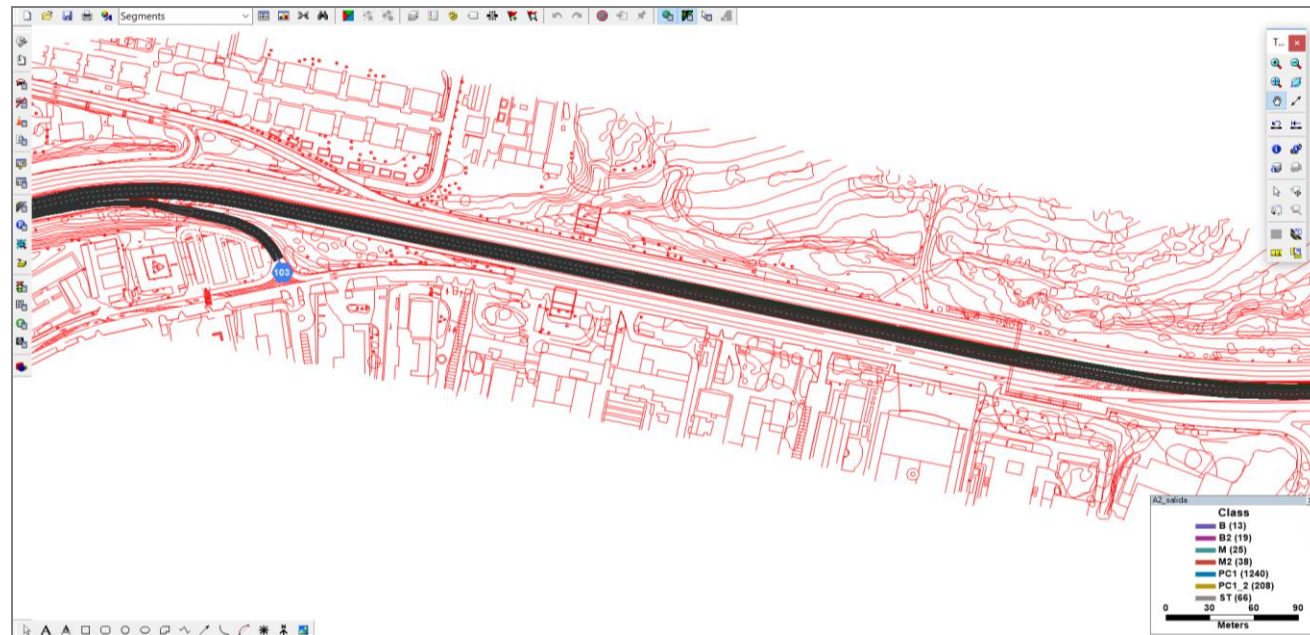 Segments
T...
103
A2_salida
Class
B (13)
B2 (19)
M (25)
M2 (38)
PC1 (1240)
PC1_2 (208)
ST (66)
0 30 60 90
Meters